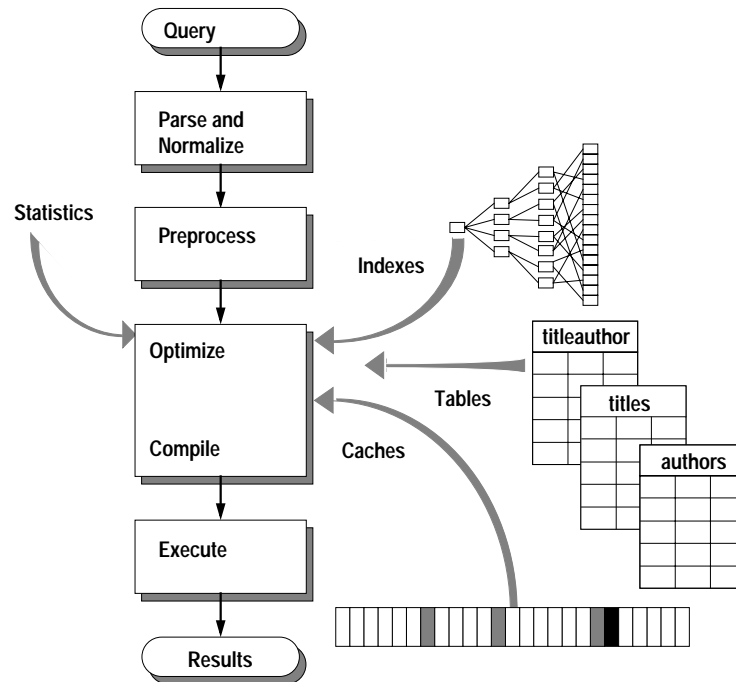 Query
Parse and
Normalize
Statistics
Preprocess
Indexes
Optimize
titleauthor
Tables
titles
Compile
Caches
authors
Execute
Results